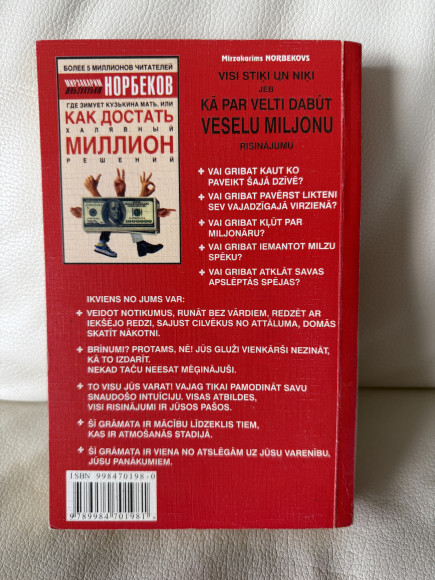 БОЛЕЕ 5 МИЛЛИОНОВ ЧИТАТЕЛЕЙ
МИРЗАКАРИМ
НОРБЕКОВ
ГДЕ ЗИМУЕТ КУЗЬКИНА МАТЬ, ИЛИ
КАК ДОСТАТЬ
ХАЛЯВНЫЙ
МИЛЛИОН
РЕШЕНИЙ
Mirzakarims NORBEKOVS
VISI STIĶI UN NIĶI
JEB
KĀ PAR VELTI DABŪT
VESELU MILJONU
RISINĀJUMU
+ VAI GRIBAT KAUT KO
PAVEIKT ŠAJĀ DZĪVĒ?
+ VAI GRIBAT PAVĒRST LIKTENI
SEV VAJADZĪGAJĀ VIRZIENĀ?
+ VAI GRIBAT KĻŪT PAR
MILJONĀRU?
+ VAI GRIBAT IEMANTOT MILZU
SPĒKU?
+ VAI GRIBAT ATKLĀT SAVAS
APSLĒPTĀS SPĒJAS?
IKVIENS NO JUMS VAR:
+ VEIDOT NOTIKUMUS, RUNĀT BEZ VĀRDIEM, REDZĒT AR
IEKŠĒJO REDZI, SAJUST CILVĒKUS NO ATTĀLUMA, DOMĀS
SKATĪT NĀKOTNI.
+ BRĪNUMI? PROTAMS, NĒ! JŪS GLUŽI VIENKĀRŠI NEZINĀT,
KĀ TO IZDARĪT.
NEKAD TAČU NEESAT MĒĢINĀJUŠI.
+ TO VISU JŪS VARAT! VAJAG TIKAI PAMODINĀT SAVU
SNAUDOŠO INTUĪCIJU. VISAS ATBILDES,
VISI RISINĀJUMI IR JŪSOS PAŠOS.
+ ŠĪ GRĀMATA IR MĀCĪBU LĪDZEKLIS TIEM,
KAS IR ATMOŠANĀS STADIJĀ.
+ ŠĪ GRĀMATA IR VIENA NO ATSLĒGĀM UZ JŪSU VARENĪBU,
JŪSU PANĀKUMIEM.
ISBN 998470198-0
9 789984 701981